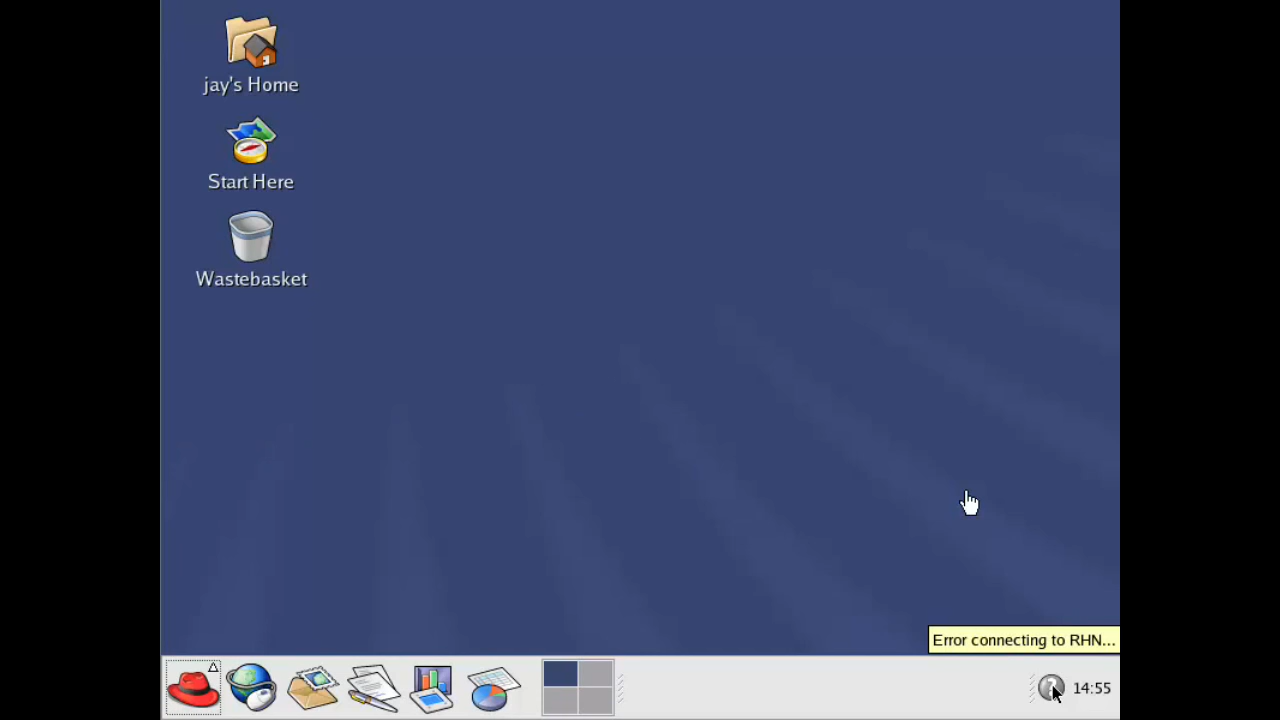 jay's Home
Start Here
Wastebasket
Error connecting to RHN...
14:55